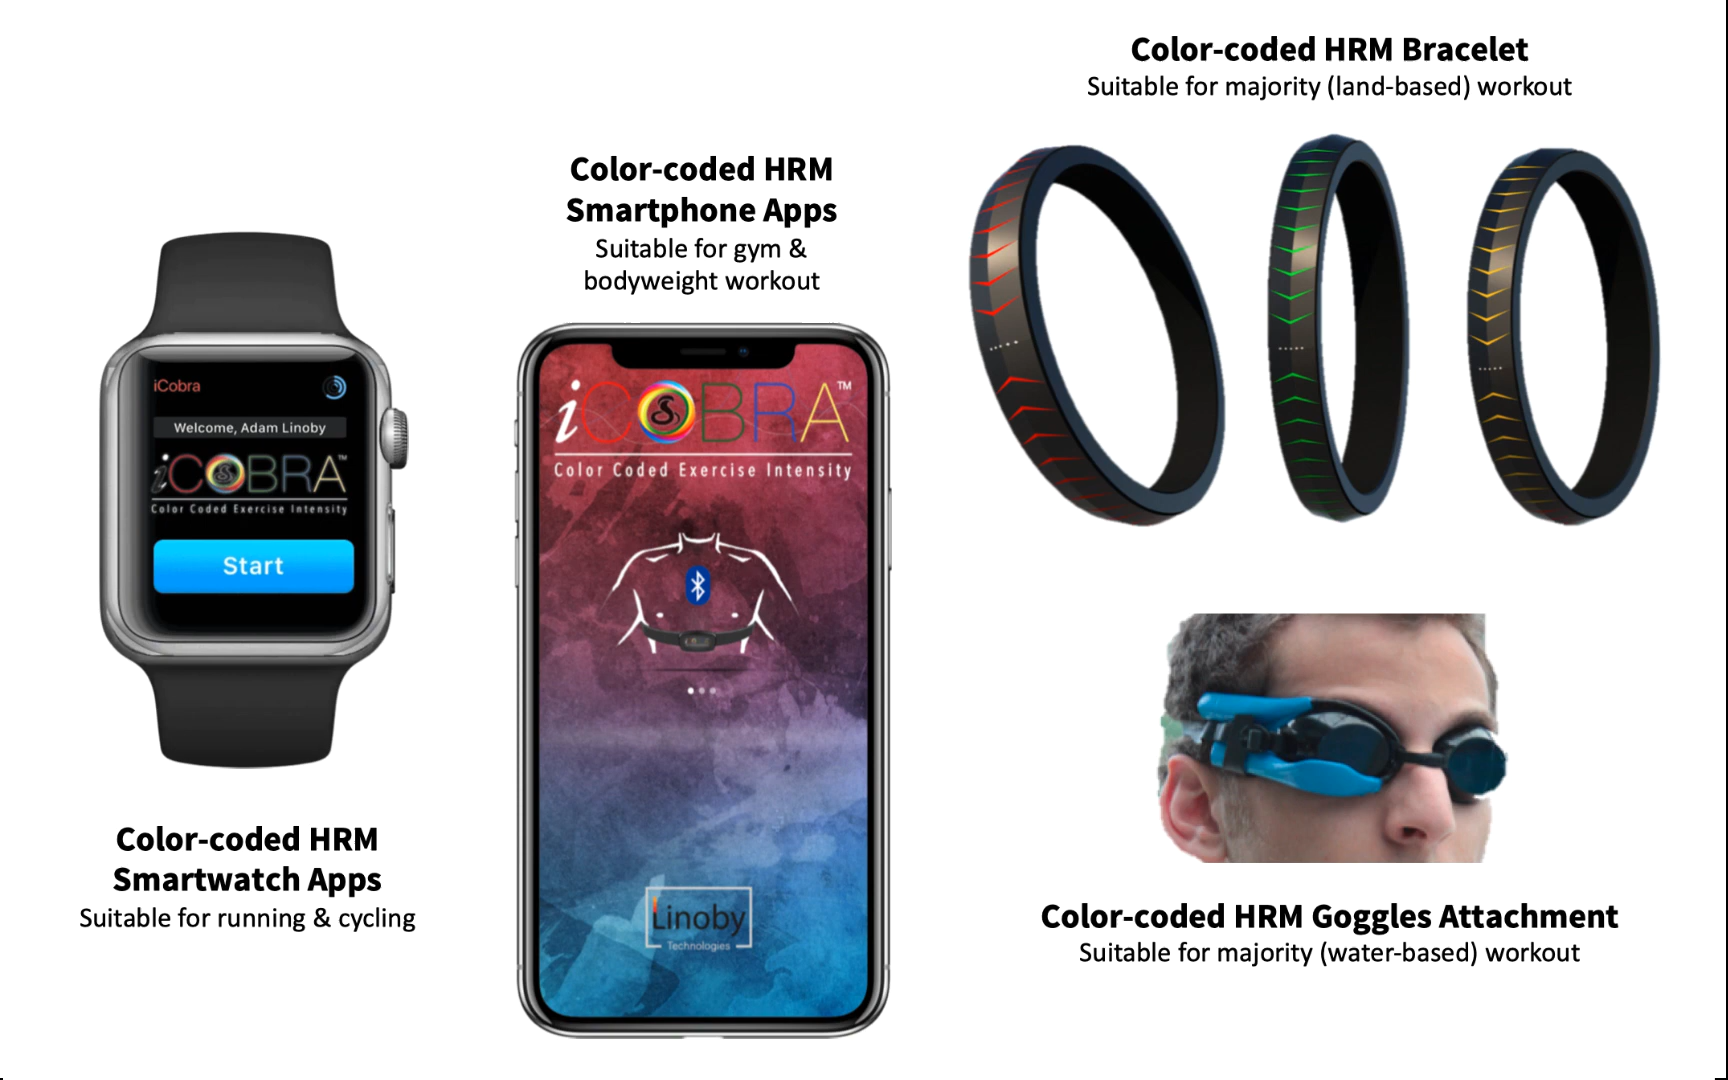 Color-coded HRM Bracelet
Suitable for majority (land-based) workout
Color-coded HRM
Smartphone Apps
Suitable for gym &
bodyweight workout
iCobra
Welcome, Adam Linoby
iCOBRA™
Color Coded Exercise Intensity
Start
iCOBRA™
Color Coded Exercise Intensity
Linoby
Technologies
Color-coded HRM
Smartwatch Apps
Suitable for running & cycling
Color-coded HRM Goggles Attachment
Suitable for majority (water-based) workout